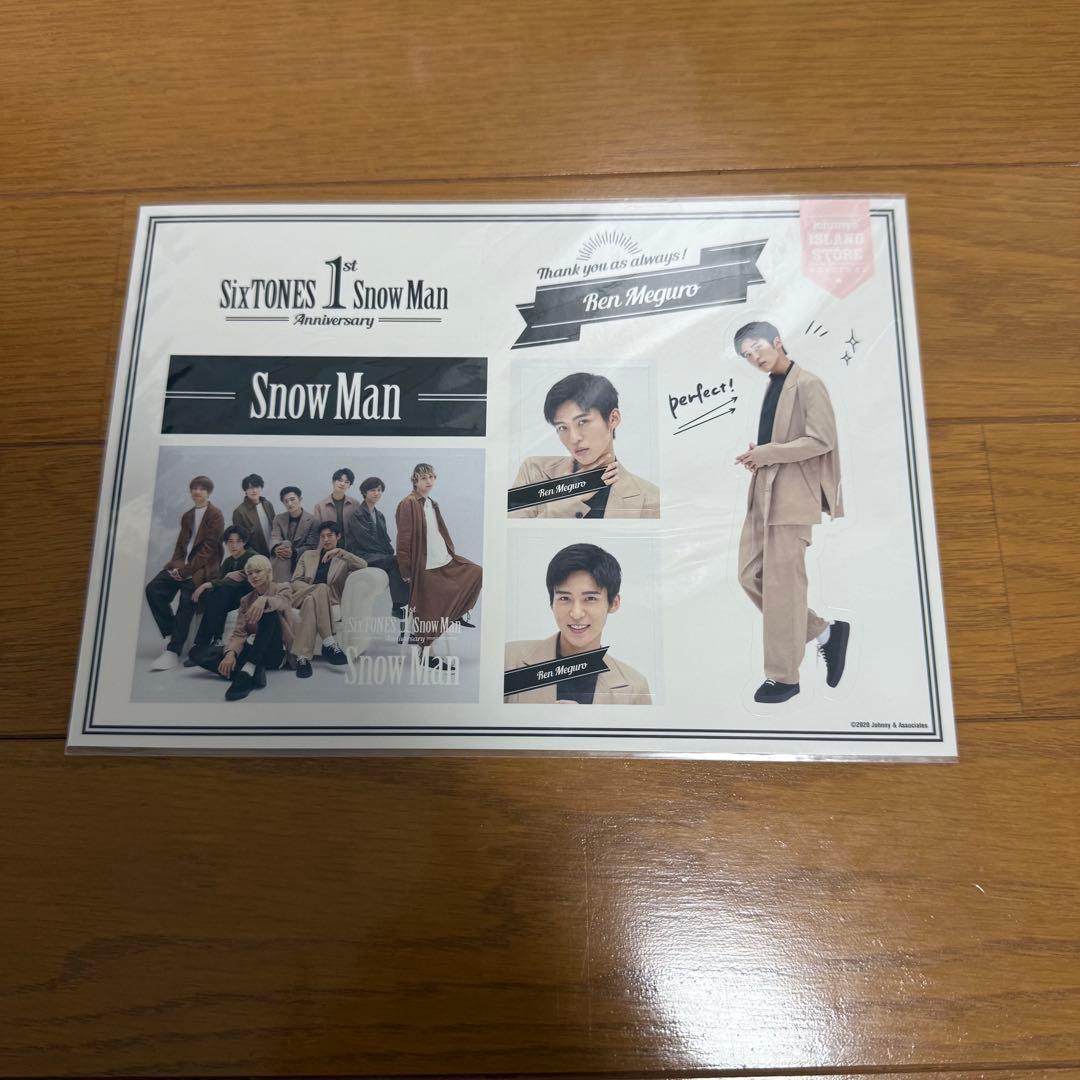 SixTONES 1st Snow Man
Anniversary
Snow Man
SixTONES 1st Snow Man
Anniversary
Snow Man
Thank you as always!
Ren Meguro
Ren Meguro
Ren Meguro
perfect!
ISLAND
STORE
©2020 Johnny & Associates